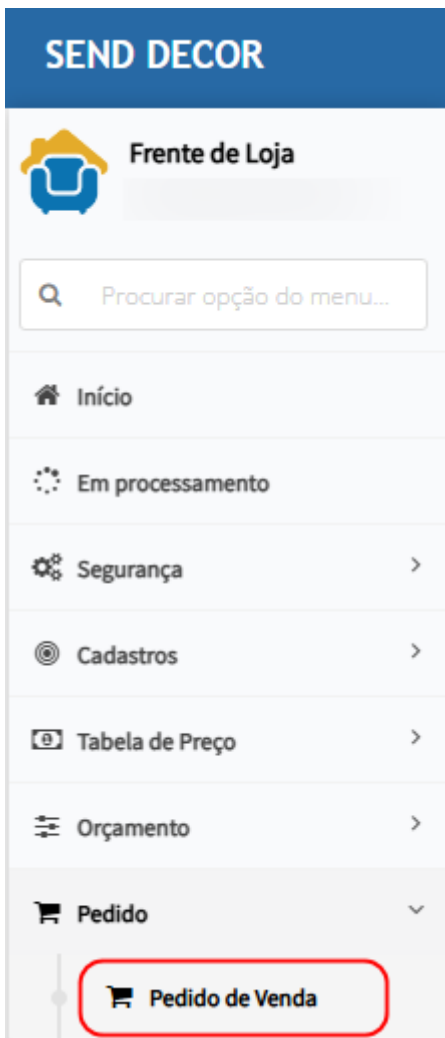 SEND DECOR
Frente de Loja
Procurar opção do menu...
Início
Em processamento
Segurança
Cadastros
Tabela de Preço
Orçamento
Pedido
Pedido de Venda